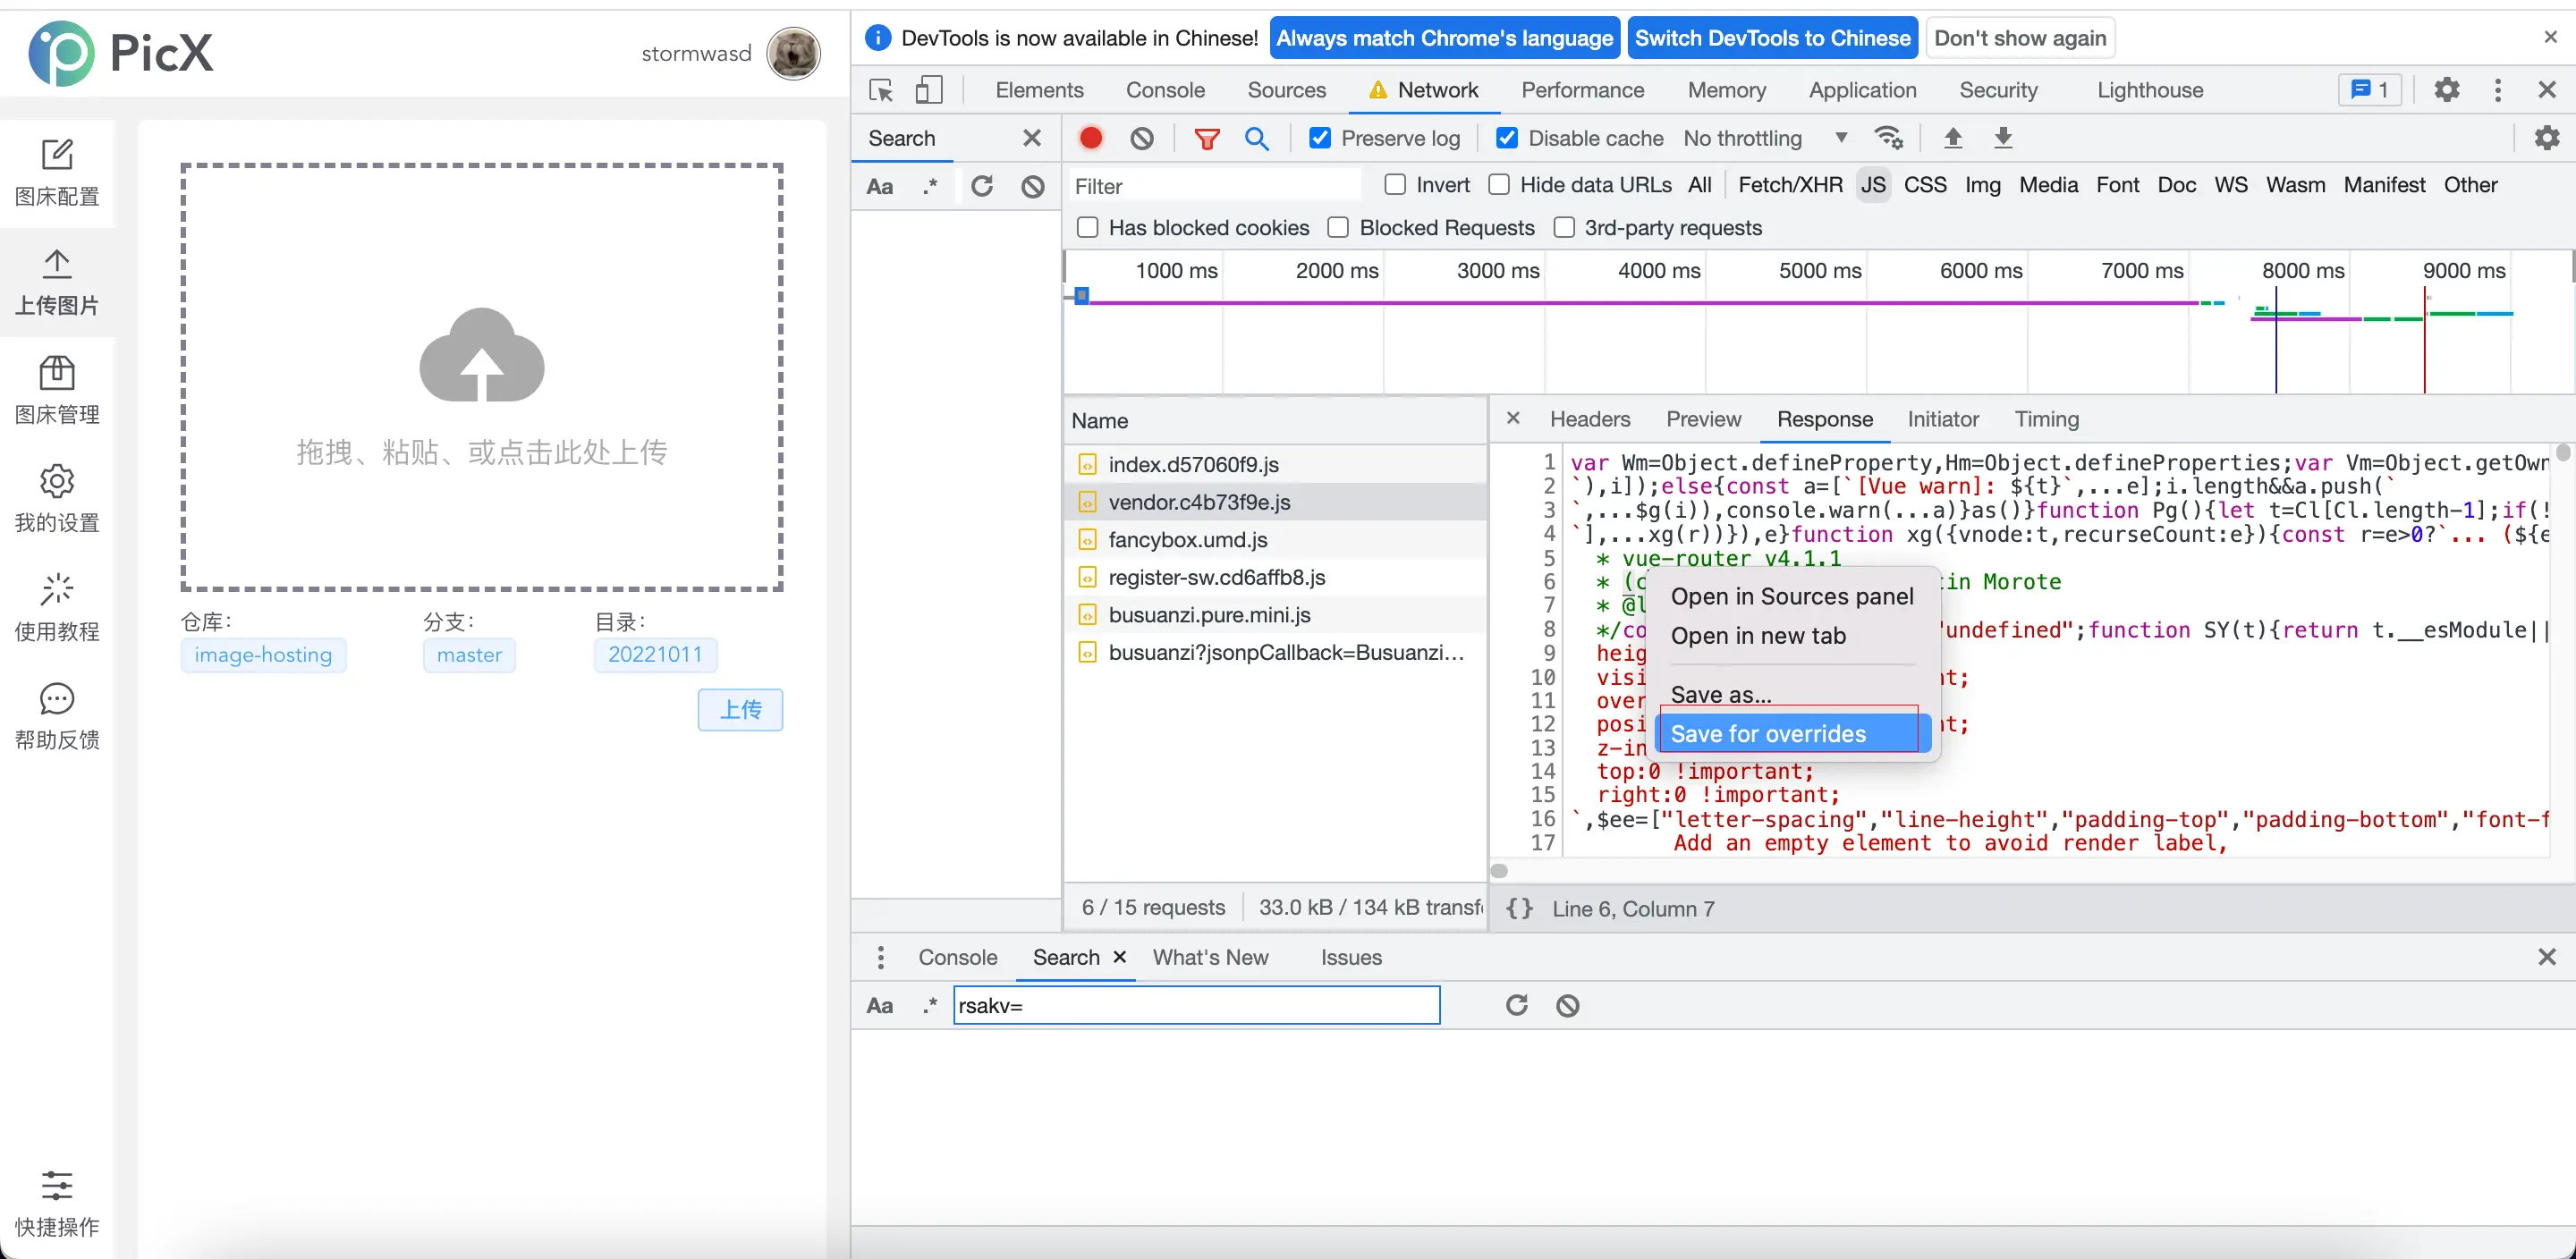 PicX
stormwasd
图床配置
上传图片
图床管理
我的设置
使用教程
帮助反馈
快捷操作
拖拽、粘贴、或点击此处上传
仓库： 分支： 目录：
image-hosting master 20221011
上传
DevTools is now available in Chinese! Always match Chrome's language Switch DevTools to Chinese Don't show again
Elements Console Sources Network Performance Memory Application Security Lighthouse 1
Search
Preserve log Disable cache No throttling
Aa .*
Filter Invert Hide data URLs All Fetch/XHR JS CSS Img Media Font Doc WS Wasm Manifest Other
Has blocked cookies Blocked Requests 3rd-party requests
1000 ms 2000 ms 3000 ms 4000 ms 5000 ms 6000 ms 7000 ms 8000 ms 9000 ms
Name
index.d57060f9.js
vendor.c4b73f9e.js
fancybox.umd.js
register-sw.cd6affb8.js
busuanzi.pure.mini.js
busuanzi?jsonpCallback=Busuanzi…
6 / 15 requests 33.0 kB / 134 kB transf
Headers Preview Response Initiator Timing
1 var Wm=Object.defineProperty,Hm=Object.defineProperties;var Vm=Object.getOwn
2 `),i]);else{const a=[`[Vue warn]: ${t}`,...e];i.length&&a.push(`
3 `,...$g(i)),console.warn(...a)}as()}function Pg(){let t=Cl[Cl.length-1];if(!
4 `],...xg(r))}),e}function xg({vnode:t,recurseCount:e}){const r=e>0?`... (${e
5 * vue-router v4.1.1
6 * (c in Morote
7 * @l
8 */co "undefined";function SY(t){return t.__esModule||
9 heig
10 visi t;
11 over
12 posi t;
13 z-in
14 top:0 !important;
15 right:0 !important;
16 `,$ee=["letter-spacing","line-height","padding-top","padding-bottom","font-f
17 Add an empty element to avoid render label,
Open in Sources panel
Open in new tab
Save as...
Save for overrides
{} Line 6, Column 7
Console Search What's New Issues
Aa .* rsakv=